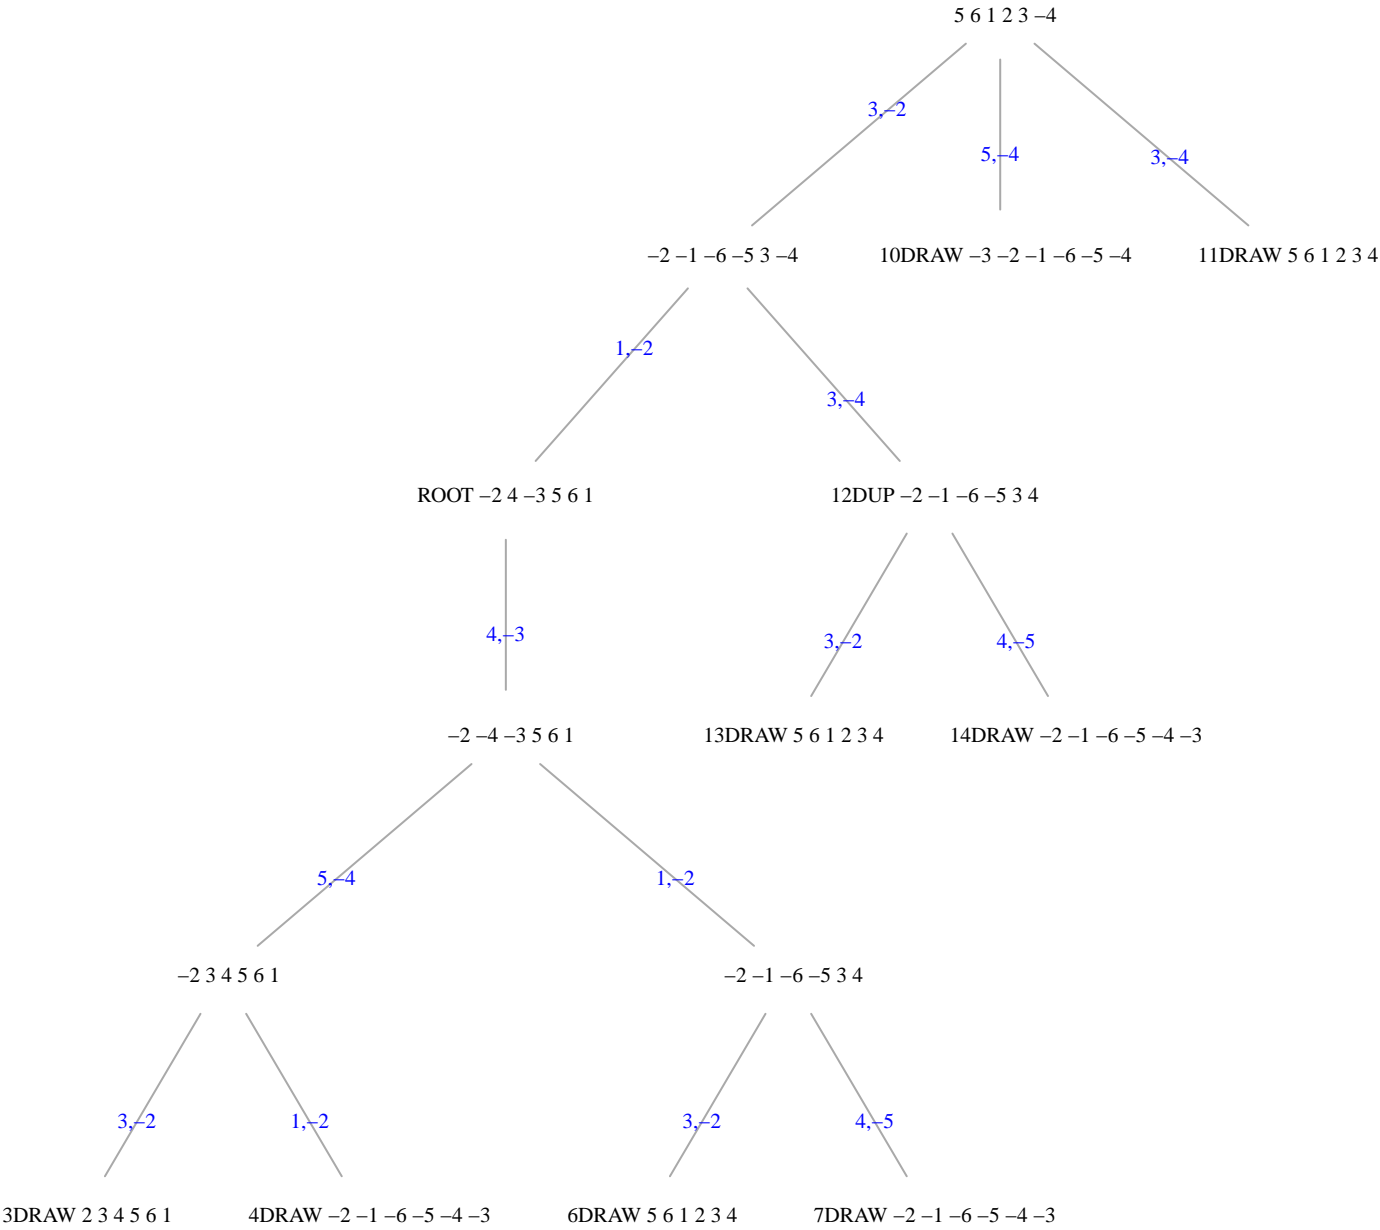 5 6 1 2 3 –4
3,–2
5,–4
3,–4
–2 –1 –6 –5 3 –4
10DRAW –3 –2 –1 –6 –5 –4
11DRAW 5 6 1 2 3 4
1,–2
3,–4
ROOT –2 4 –3 5 6 1
12DUP –2 –1 –6 –5 3 4
4,–3
3,–2
4,–5
–2 –4 –3 5 6 1
13DRAW 5 6 1 2 3 4
14DRAW –2 –1 –6 –5 –4 –3
5,–4
1,–2
–2 3 4 5 6 1
–2 –1 –6 –5 3 4
3,–2
1,–2
3,–2
4,–5
3DRAW 2 3 4 5 6 1
4DRAW –2 –1 –6 –5 –4 –3
6DRAW 5 6 1 2 3 4
7DRAW –2 –1 –6 –5 –4 –3